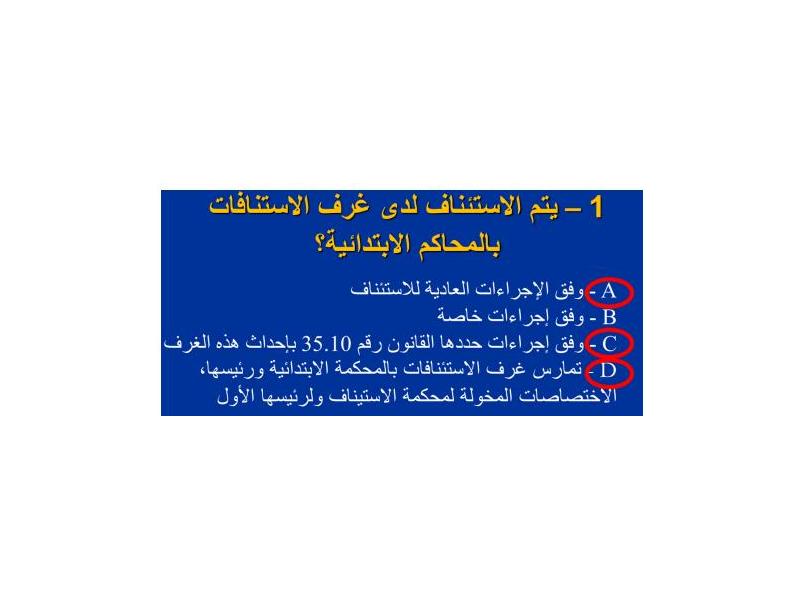 1 – يتم الاستئناف لدى غرف الاستنافات
بالمحاكم الابتدائية؟
A - وفق الإجراءات العادية للاستئناف
B - وفق إجراءات خاصة
C - وفق إجراءات حددها القانون رقم 35.10 بإحداث هذه الغرف
D - تمارس غرف الاستئنافات بالمحكمة الابتدائية ورئيسها،
الاختصاصات المخولة لمحكمة الاستيناف ولرئيسها الأول